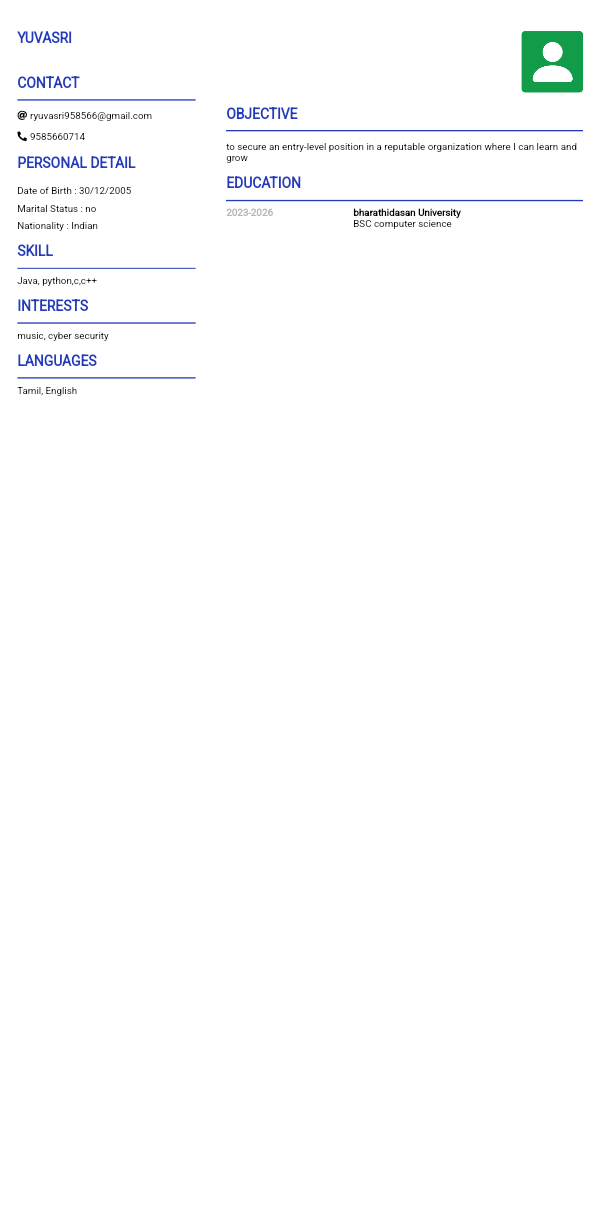 YUVASRI
CONTACT
@ ryuvasri958566@gmail.com
9585660714
PERSONAL DETAIL
Date of Birth : 30/12/2005
Marital Status : no
Nationality : Indian
SKILL
Java, python,c,c++
INTERESTS
music, cyber security
LANGUAGES
Tamil, English
OBJECTIVE
to secure an entry-level position in a reputable organization where I can learn and
grow
EDUCATION
2023-2026
bharathidasan University
BSC computer science